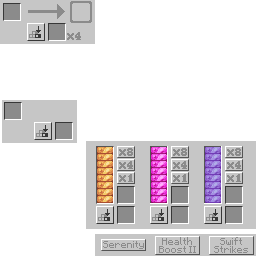 x4
x8 x8 x8
x4 x4 x4
x1 x1 x1
Serenity
Health
Boost II
Swift
Strikes